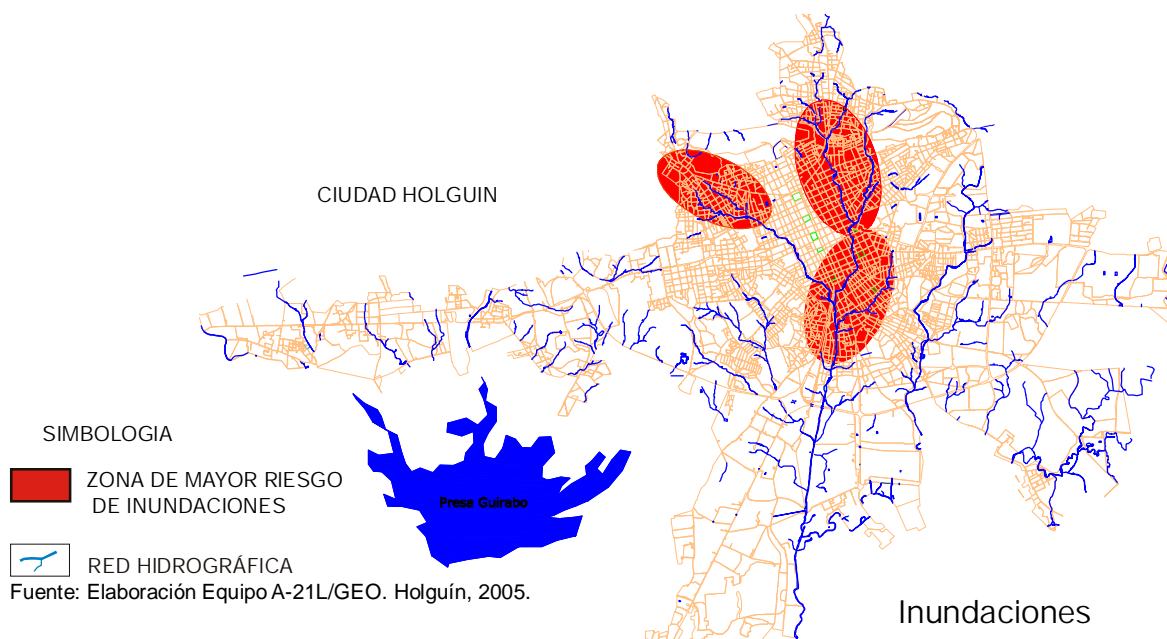 CIUDAD HOLGUIN
SIMBOLOGIA
ZONA DE MAYOR RIESGO
DE INUNDACIONES
Presa Guirabo
RED HIDROGRÁFICA
Fuente: Elaboración Equipo A-21L/GEO. Holguín, 2005.
Inundaciones